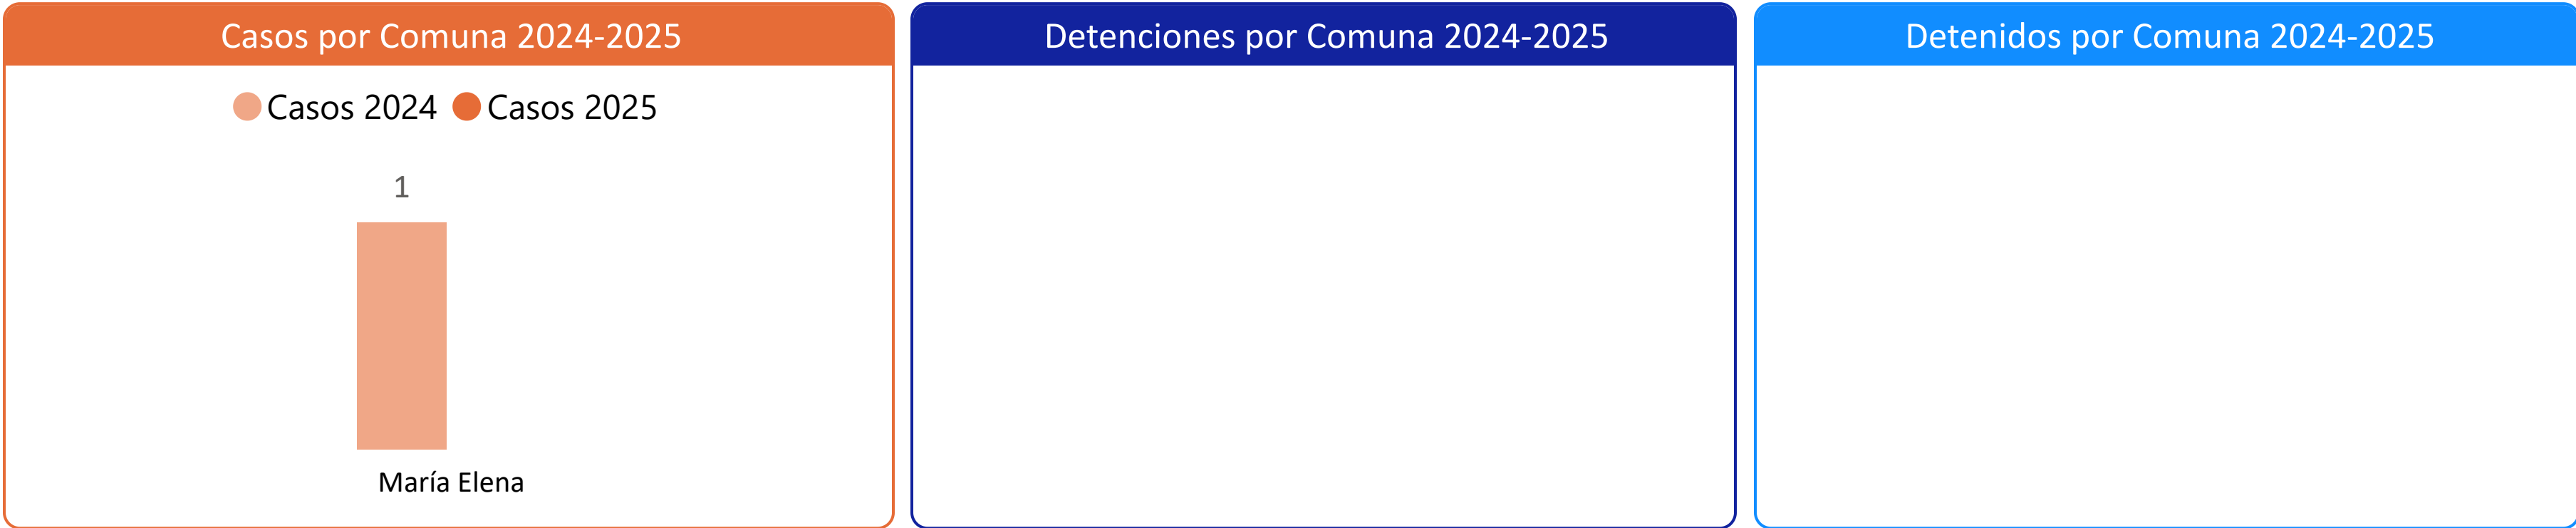 Casos por Comuna 2024-2025
Casos 2024 Casos 2025
1
María Elena
Detenciones por Comuna 2024-2025
Detenidos por Comuna 2024-2025